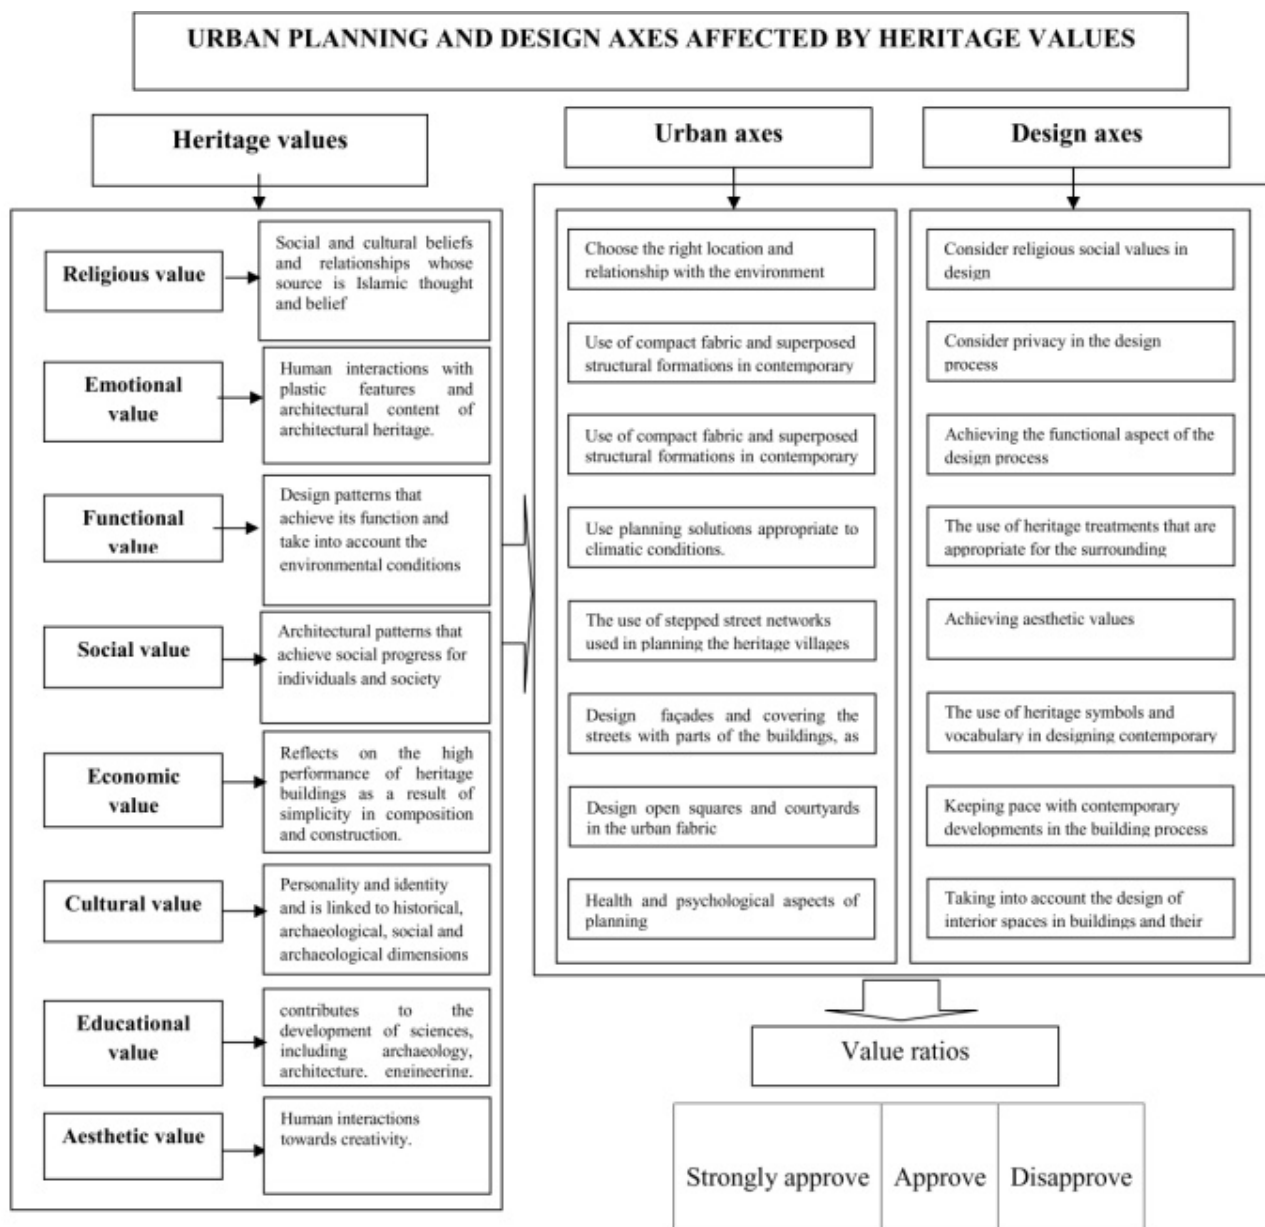 URBAN PLANNING AND DESIGN AXES AFFECTED BY HERITAGE VALUES
Heritage values
Religious value
Social and cultural beliefs
and relationships whose
source is Islamic thought
and belief
Emotional
value
Human interactions with
plastic features and
architectural content of
architectural heritage.
Functional
value
Design patterns that
achieve its function and
take into account the
environmental conditions
Social value
Architectural patterns that
achieve social progress for
individuals and society
Economic
value
Reflects on the high
performance of heritage
buildings as a result of
simplicity in composition
and construction.
Cultural value
Personality and identity
and is linked to historical,
archaeological, social and
archaeological dimensions
Educational
value
contributes to the
development of sciences,
including archaeology,
architecture, engineering,
Aesthetic value
Human interactions
towards creativity.
Urban axes
Choose the right location and
relationship with the environment
Use of compact fabric and superposed
structural formations in contemporary
Use of compact fabric and superposed
structural formations in contemporary
Use planning solutions appropriate to
climatic conditions.
The use of stepped street networks
used in planning the heritage villages
Design façades and covering the
streets with parts of the buildings, as
Design open squares and courtyards
in the urban fabric
Health and psychological aspects of
planning
Design axes
Consider religious social values in
design
Consider privacy in the design
process
Achieving the functional aspect of the
design process
The use of heritage treatments that are
appropriate for the surrounding
Achieving aesthetic values
The use of heritage symbols and
vocabulary in designing contemporary
Keeping pace with contemporary
developments in the building process
Taking into account the design of
interior spaces in buildings and their
Value ratios
Strongly approve
Approve
Disapprove